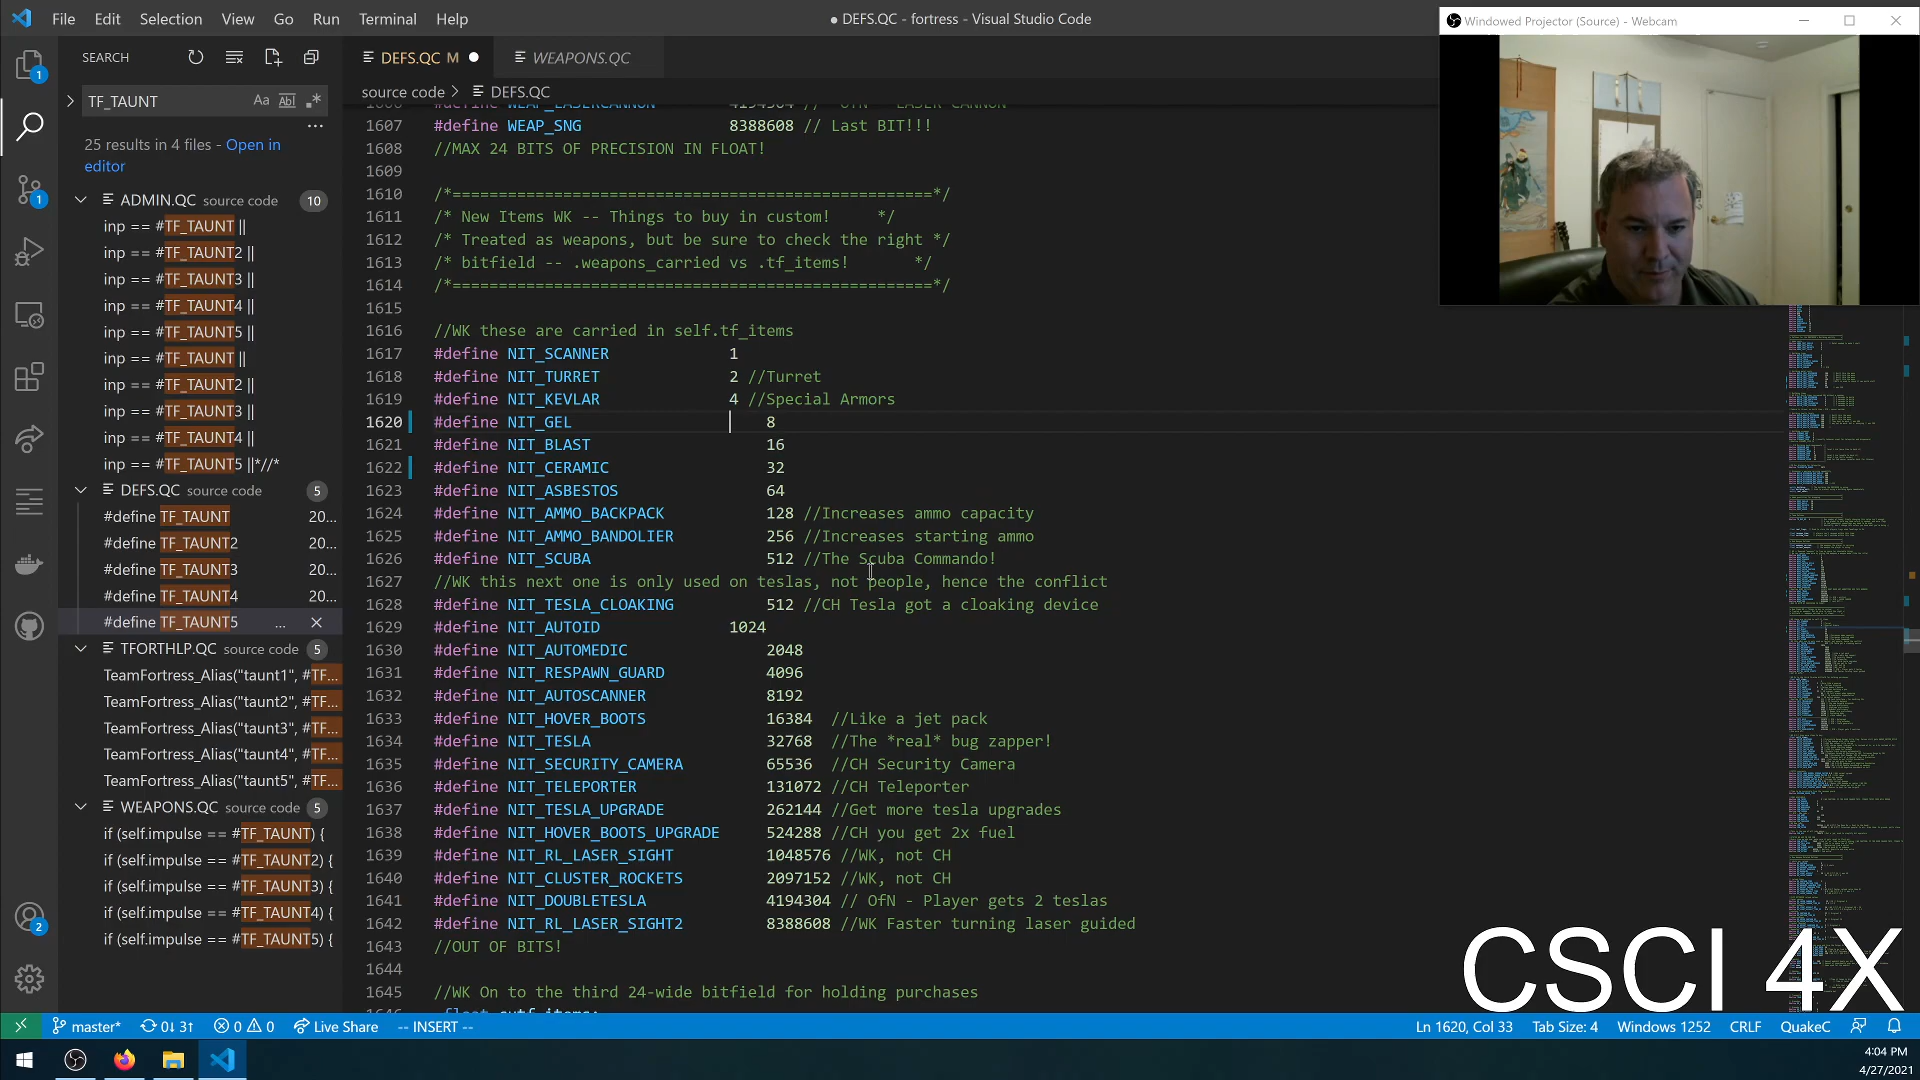 File Edit Selection View Go Run Terminal Help
● DEFS.QC - fortress - Visual Studio Code
Windowed Projector (Source) - Webcam
SEARCH
TF_TAUNT
25 results in 4 files - Open in
editor
ADMIN.QC source code 10
inp == #TF_TAUNT ||
inp == #TF_TAUNT2 ||
inp == #TF_TAUNT3 ||
inp == #TF_TAUNT4 ||
inp == #TF_TAUNT5 ||
inp == #TF_TAUNT ||
inp == #TF_TAUNT2 ||
inp == #TF_TAUNT3 ||
inp == #TF_TAUNT4 ||
inp == #TF_TAUNT5 ||*//*
DEFS.QC source code 5
#define TF_TAUNT 20...
#define TF_TAUNT2 20...
#define TF_TAUNT3 20...
#define TF_TAUNT4 20...
#define TF_TAUNT5 ...
TFORTHLP.QC source code 5
TeamFortress_Alias("taunt1", #TF...
TeamFortress_Alias("taunt2", #TF...
TeamFortress_Alias("taunt3", #TF...
TeamFortress_Alias("taunt4", #TF...
TeamFortress_Alias("taunt5", #TF...
WEAPONS.QC source code 5
if (self.impulse == #TF_TAUNT) {
if (self.impulse == #TF_TAUNT2) {
if (self.impulse == #TF_TAUNT3) {
if (self.impulse == #TF_TAUNT4) {
if (self.impulse == #TF_TAUNT5) {
DEFS.QC M ● WEAPONS.QC
source code > DEFS.QC
1606 #define WEAP_LASERCANNON 4194304 // OfN - LASER CANNON
1607 #define WEAP_SNG 8388608 // Last BIT!!!
1608 //MAX 24 BITS OF PRECISION IN FLOAT!
1609
1610 /*====================================================*/
1611 /* New Items WK -- Things to buy in custom! */
1612 /* Treated as weapons, but be sure to check the right */
1613 /* bitfield -- .weapons_carried vs .tf_items! */
1614 /*====================================================*/
1615
1616 //WK these are carried in self.tf_items
1617 #define NIT_SCANNER 1
1618 #define NIT_TURRET 2 //Turret
1619 #define NIT_KEVLAR 4 //Special Armors
1620 #define NIT_GEL 8
1621 #define NIT_BLAST 16
1622 #define NIT_CERAMIC 32
1623 #define NIT_ASBESTOS 64
1624 #define NIT_AMMO_BACKPACK 128 //Increases ammo capacity
1625 #define NIT_AMMO_BANDOLIER 256 //Increases starting ammo
1626 #define NIT_SCUBA 512 //The Scuba Commando!
1627 //WK this next one is only used on teslas, not people, hence the conflict
1628 #define NIT_TESLA_CLOAKING 512 //CH Tesla got a cloaking device
1629 #define NIT_AUTOID 1024
1630 #define NIT_AUTOMEDIC 2048
1631 #define NIT_RESPAWN_GUARD 4096
1632 #define NIT_AUTOSCANNER 8192
1633 #define NIT_HOVER_BOOTS 16384 //Like a jet pack
1634 #define NIT_TESLA 32768 //The *real* bug zapper!
1635 #define NIT_SECURITY_CAMERA 65536 //CH Security Camera
1636 #define NIT_TELEPORTER 131072 //CH Teleporter
1637 #define NIT_TESLA_UPGRADE 262144 //Get more tesla upgrades
1638 #define NIT_HOVER_BOOTS_UPGRADE 524288 //CH you get 2x fuel
1639 #define NIT_RL_LASER_SIGHT 1048576 //WK, not CH
1640 #define NIT_CLUSTER_ROCKETS 2097152 //WK, not CH
1641 #define NIT_DOUBLETESLA 4194304 // OfN - Player gets 2 teslas
1642 #define NIT_RL_LASER_SIGHT2 8388608 //WK Faster turning laser guided
1643 //OUT OF BITS!
1644
1645 //WK On to the third 24-wide bitfield for holding purchases
CSCI 4X
master* 0↓ 3↑ 0 0 Live Share -- INSERT --
Ln 1620, Col 33 Tab Size: 4 Windows 1252 CRLF QuakeC
4:04 PM
4/27/2021